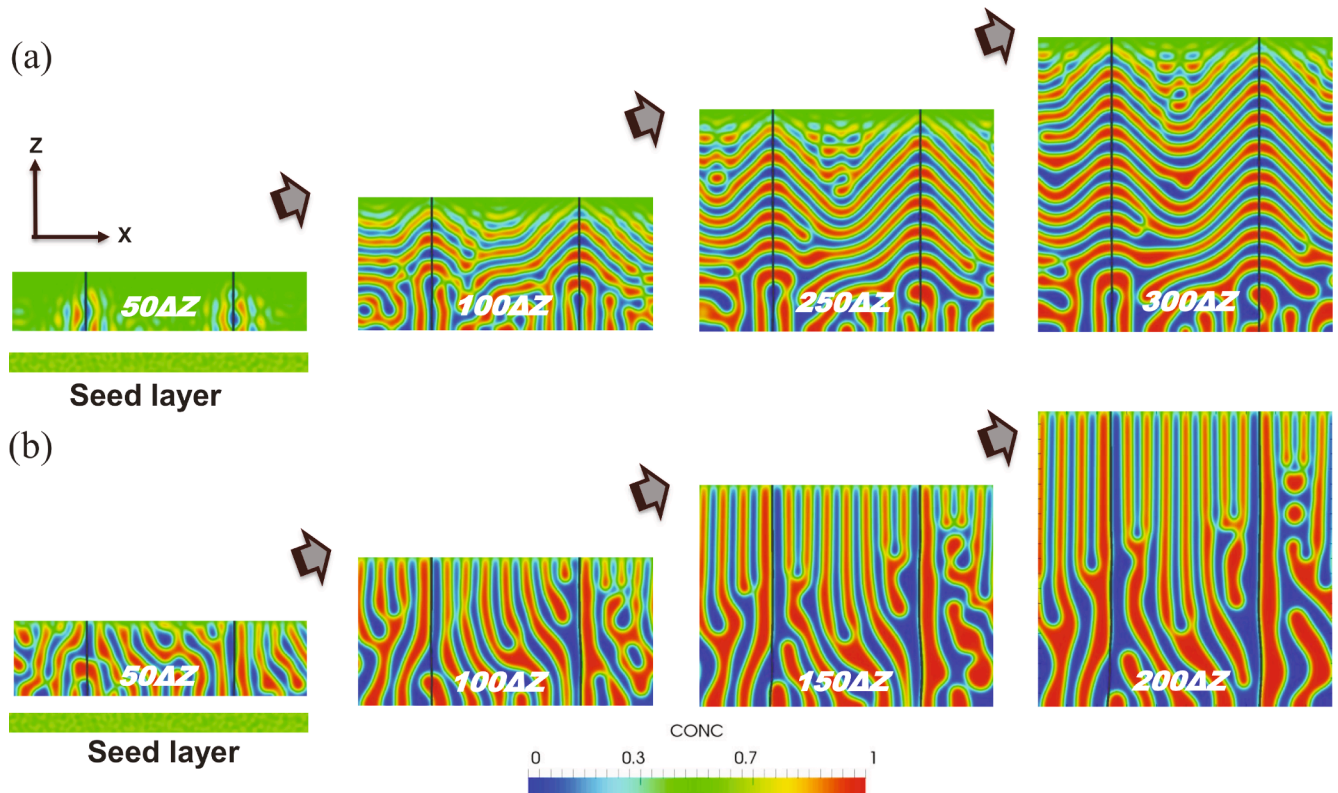 (a)
Z
X
50ΔZ
100ΔZ
250ΔZ
300ΔZ
Seed layer
(b)
50ΔZ
100ΔZ
150ΔZ
200ΔZ
Seed layer
CONC
0 0.3 0.7 1